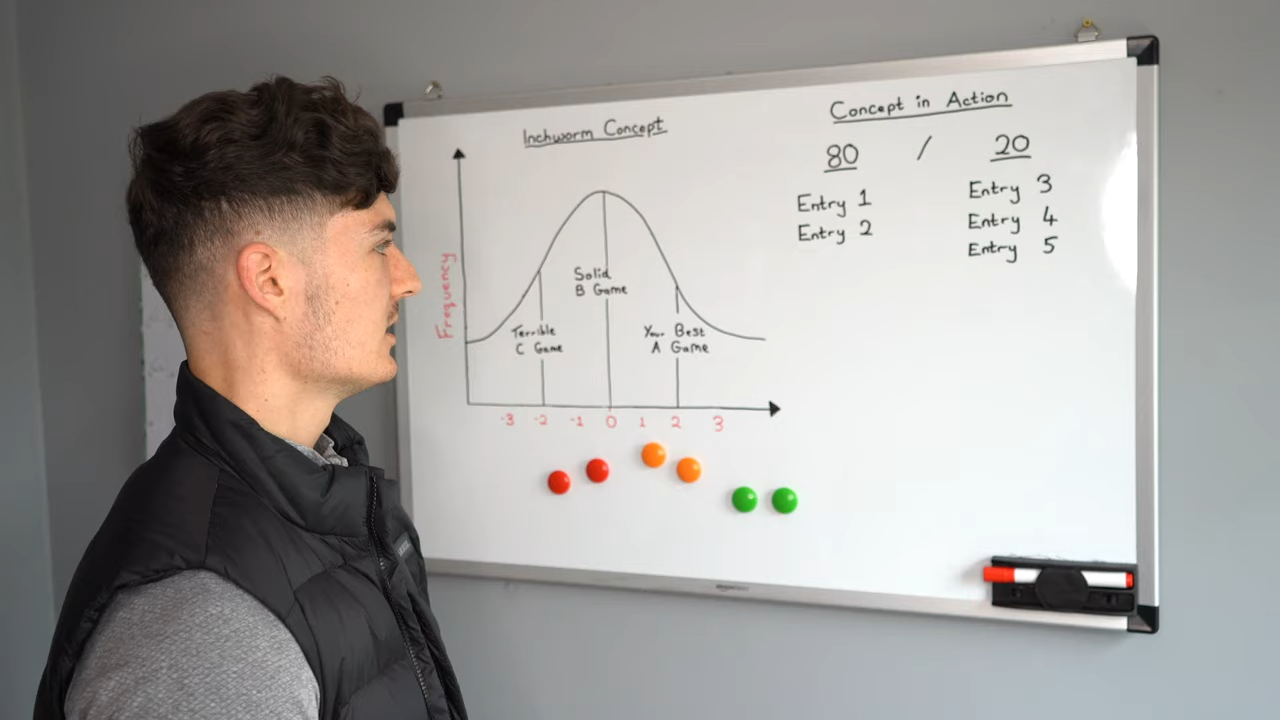 Inchworm Concept
Frequency
Solid
B Game
Terrible
C Game
Your Best
A Game
-3 -2 -1 0 1 2 3
Concept in Action
80 / 20
Entry 1
Entry 2
Entry 3
Entry 4
Entry 5